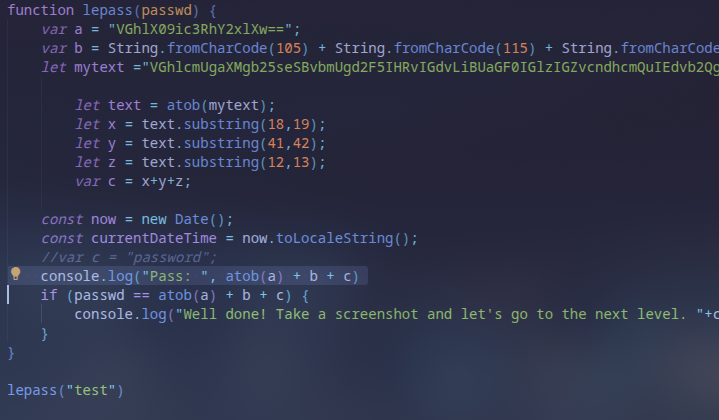 function lepass(passwd) {
var a = "VGhlX09ic3RhY2xlXw==";
var b = String.fromCharCode(105) + String.fromCharCode(115) + String.fromCharCode
let mytext ="VGhlcmUgaXMgb25seSBvbmUgd2F5IHRvIGdvLiBUaGF0IGlzIGZvcndhcmQuIEdvb2Qg
let text = atob(mytext);
let x = text.substring(18,19);
let y = text.substring(41,42);
let z = text.substring(12,13);
var c = x+y+z;
const now = new Date();
const currentDateTime = now.toLocaleString();
//var c = "password";
console.log("Pass: ", atob(a) + b + c)
if (passwd == atob(a) + b + c) {
console.log("Well done! Take a screenshot and let's go to the next level. "+c
}
}
lepass("test")